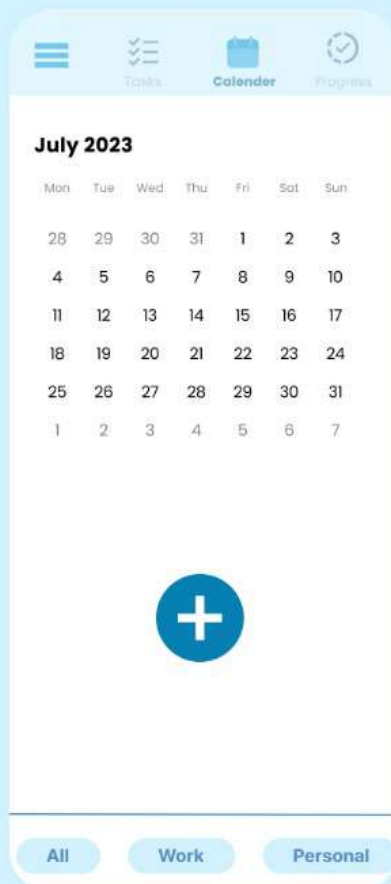 Tasks Calender Progress
July 2023
Mon Tue Wed Thu Fri Sat Sun
28 29 30 31 1 2 3
4 5 6 7 8 9 10
11 12 13 14 15 16 17
18 19 20 21 22 23 24
25 26 27 28 29 30 31
1 2 3 4 5 6 7
All Work Personal